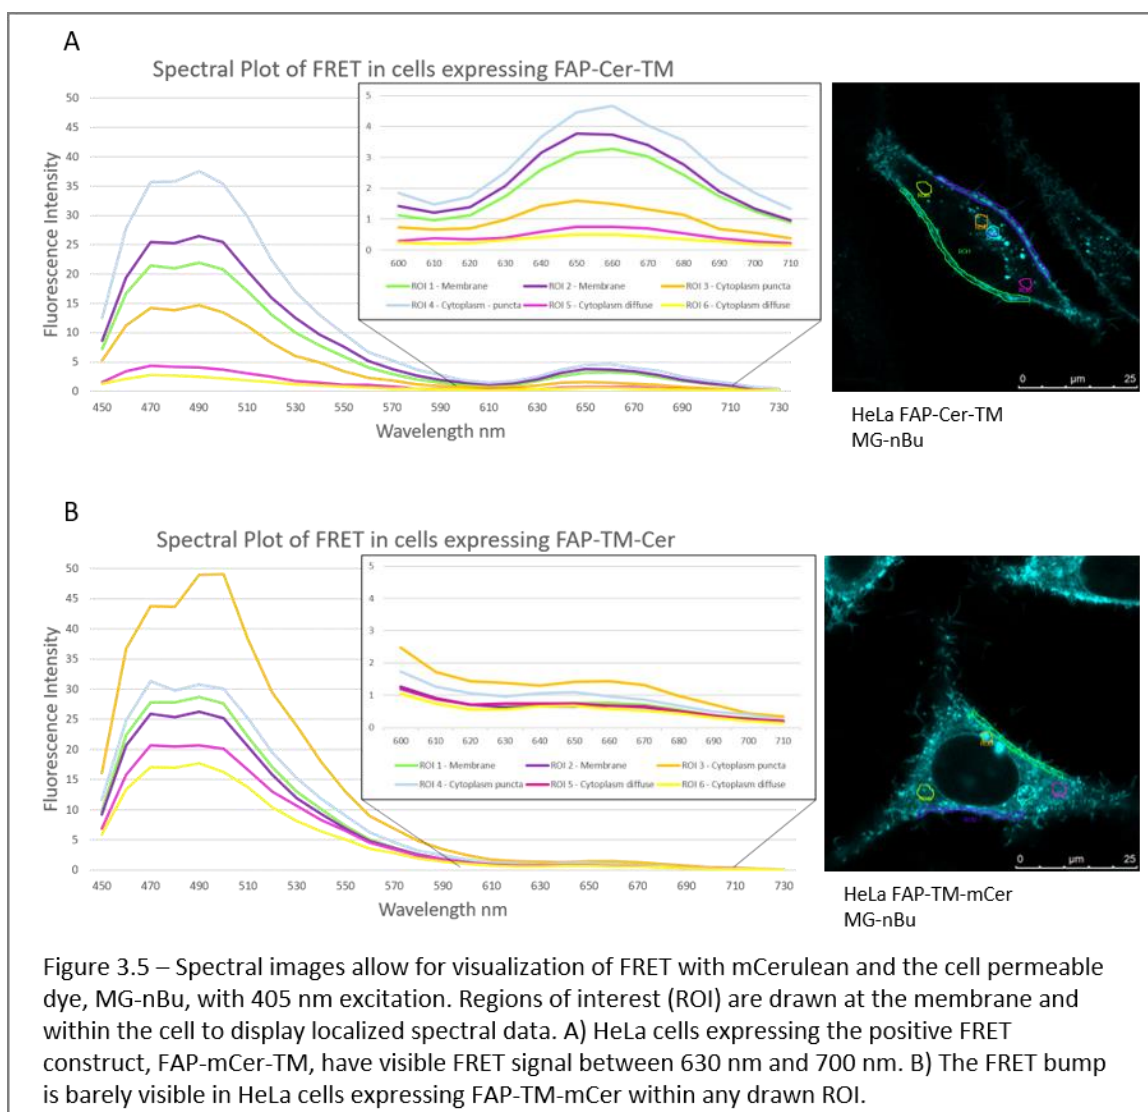 A
Spectral Plot of FRET in cells expressing FAP-Cer-TM
Fluorescence Intensity
50
45
40
35
30
25
20
15
10
5
0
5
4
3
2
1
0
600 610 620 630 640 650 660 670 680 690 700 710
ROI 1 - Membrane ROI 2 - Membrane ROI 3 - Cytoplasm puncta
ROI 4 - Cytoplasm - puncta ROI 5 - Cytoplasm diffuse ROI 6 - Cytoplasm diffuse
450 470 490 510 530 550 570 590 610 630 650 670 690 710 730
Wavelength nm
0 µm 25
HeLa FAP-Cer-TM
MG-nBu
B
Spectral Plot of FRET in cells expressing FAP-TM-Cer
Fluorescence Intensity
50
45
40
35
30
25
20
15
10
5
0
5
4
3
2
1
0
600 610 620 630 640 650 660 670 680 690 700 710
ROI 1 - Membrane ROI 2 - Membrane ROI 3 - Cytoplasm puncta
ROI 4 - Cytoplasm puncta ROI 5 - Cytoplasm diffuse ROI 6 - Cytoplasm diffuse
450 470 490 510 530 550 570 590 610 630 650 670 690 710 730
Wavelength nm
0 µm 25
HeLa FAP-TM-mCer
MG-nBu
Figure 3.5 – Spectral images allow for visualization of FRET with mCerulean and the cell permeable
dye, MG-nBu, with 405 nm excitation. Regions of interest (ROI) are drawn at the membrane and
within the cell to display localized spectral data. A) HeLa cells expressing the positive FRET
construct, FAP-mCer-TM, have visible FRET signal between 630 nm and 700 nm. B) The FRET bump
is barely visible in HeLa cells expressing FAP-TM-mCer within any drawn ROI.